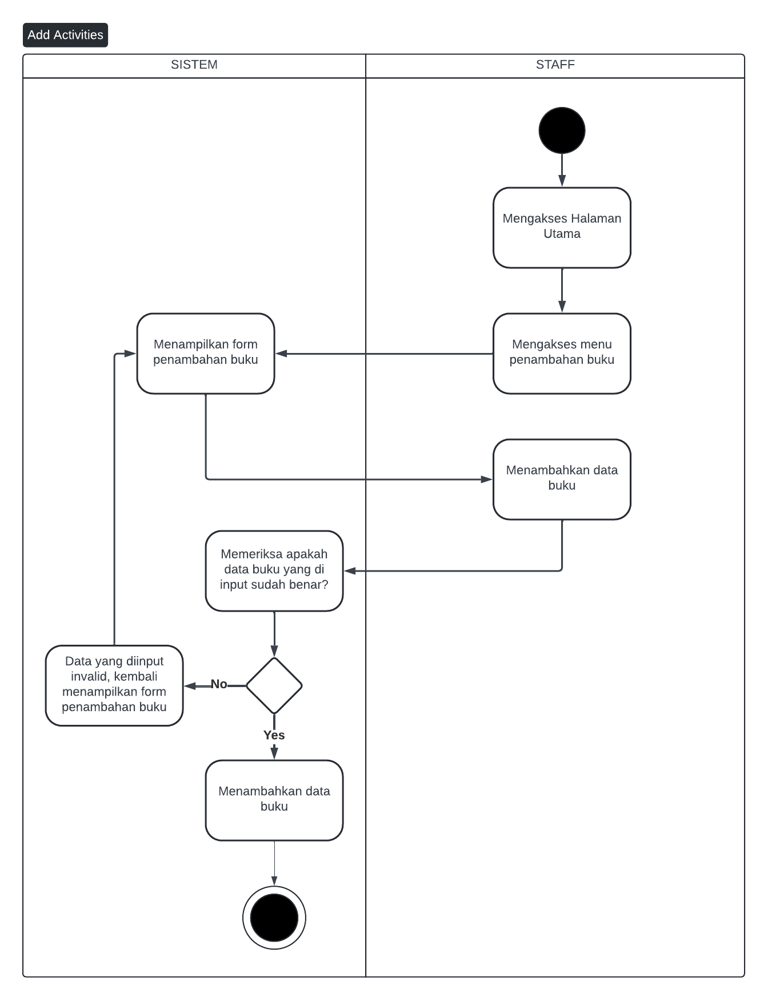 Add Activities
SISTEM
STAFF
Mengakses Halaman
Utama
Mengakses menu
penambahan buku
Menampilkan form
penambahan buku
Menambahkan data
buku
Memeriksa apakah
data buku yang di
input sudah benar?
No
Data yang diinput
invalid, kembali
menampilkan form
penambahan buku
Yes
Menambahkan data
buku